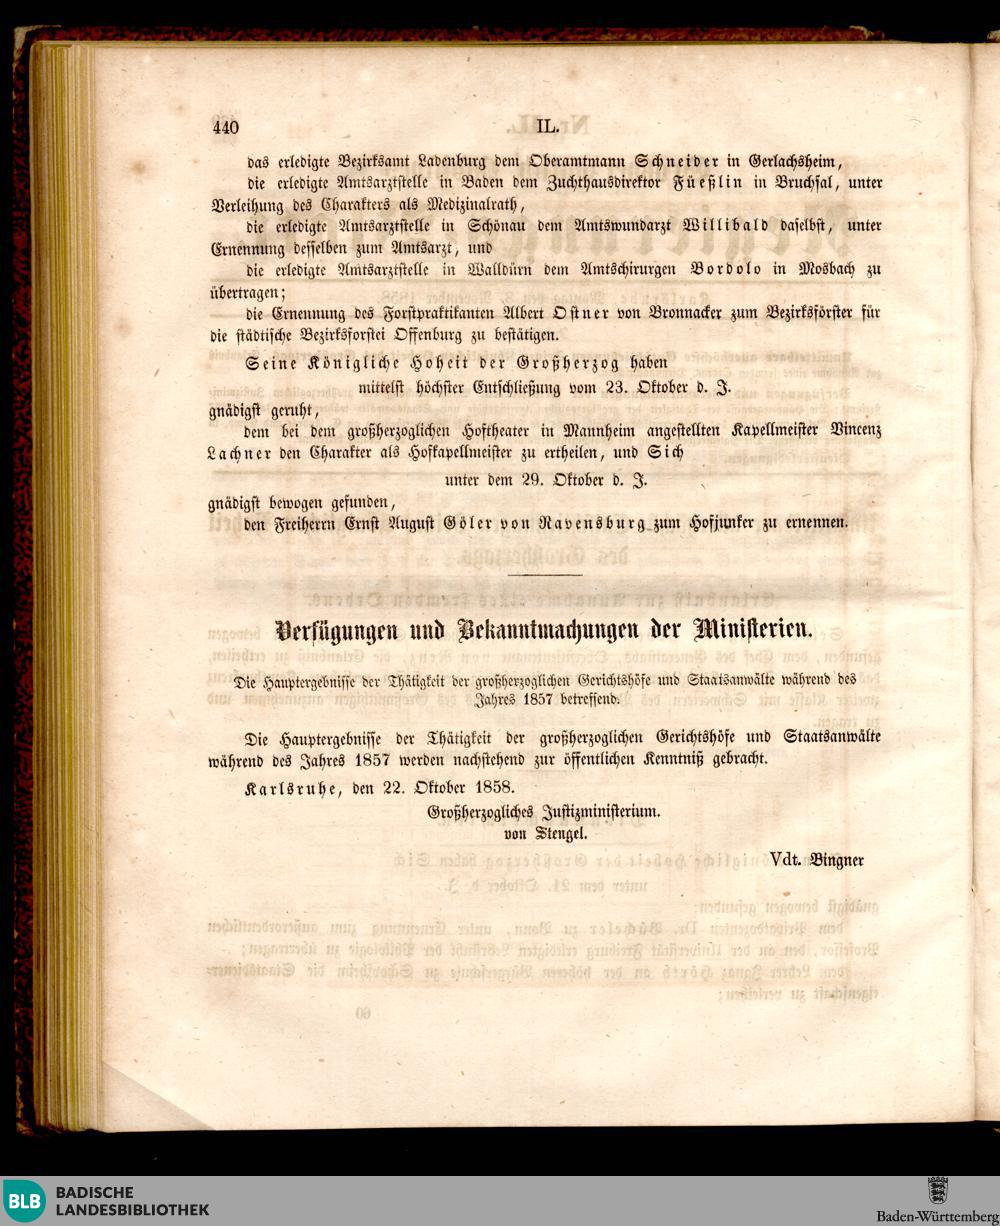 440
IL.
das erledigte Bezirksamt Ladenburg dem Oberamtmann Schneider in Gerlachsheim,
die erledigte Amtsarztstelle in Baden dem Zuchthausdirektor Füeßlin in Bruchsal, unter
Verleihung des Charakters als Medizinalrath,
die erledigte Amtsarztstelle in Schönau dem Amtswundarzt Willibald daselbst, unter
Ernennung desselben zum Amtsarzt, und
die erledigte Amtsarztstelle in Walldürn dem Amtschirurgen Bordolo in Mosbach zu
übertragen;
die Ernennung des Forstpraktikanten Albert Ostner von Bronnacker zum Bezirksförster für
die städtische Bezirksforstei Offenburg zu bestätigen.
Seine Königliche Hoheit der Großherzog haben
mittelst höchster Entschließung vom 23. Oktober d. J.
gnädigst geruht,
dem bei dem großherzoglichen Hoftheater in Mannheim angestellten Kapellmeister Vincenz
Lachner den Charakter als Hofkapellmeister zu ertheilen, und Sich
unter dem 29. Oktober d. J.
gnädigst bewogen gefunden,
den Freiherrn Ernst August Göler von Ravensburg zum Hofjunker zu ernennen.
Verfügungen und Bekanntmachungen der Ministerien.
Die Hauptergebnisse der Thätigkeit der großherzoglichen Gerichtshöfe und Staatsanwälte während des
Jahres 1857 betreffend.
Die Hauptergebnisse der Thätigkeit der großherzoglichen Gerichtshöfe und Staatsanwälte
während des Jahres 1857 werden nachstehend zur öffentlichen Kenntniß gebracht.
Karlsruhe, den 22. Oktober 1858.
Großherzogliches Justizministerium.
von Stengel.
Vdt. Bingner
BLB
BADISCHE
LANDESBIBLIOTHEK
Baden-Württemberg